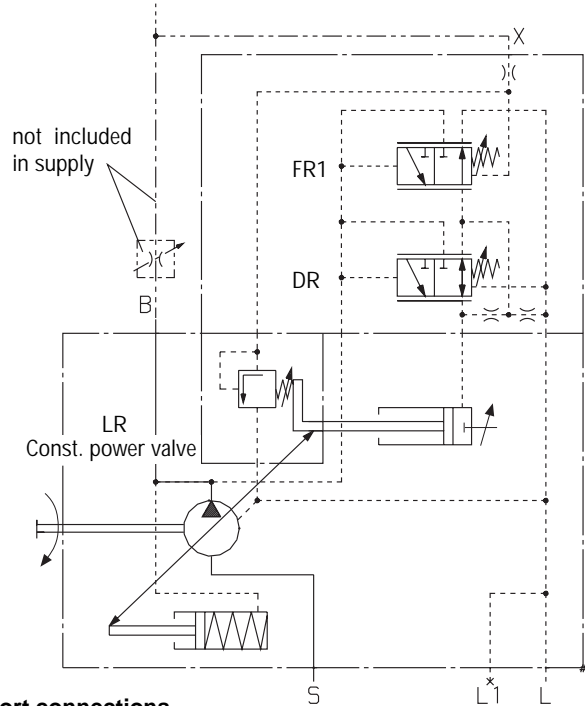 X
not included
in supply
FR1
DR
B
LR
Const. power valve
S
L1
L